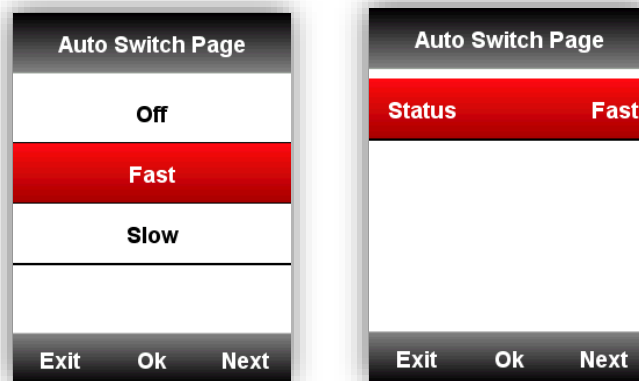 Auto Switch Page
Off
Fast
Slow
Exit Ok Next
Auto Switch Page
Status Fast
Exit Ok Next